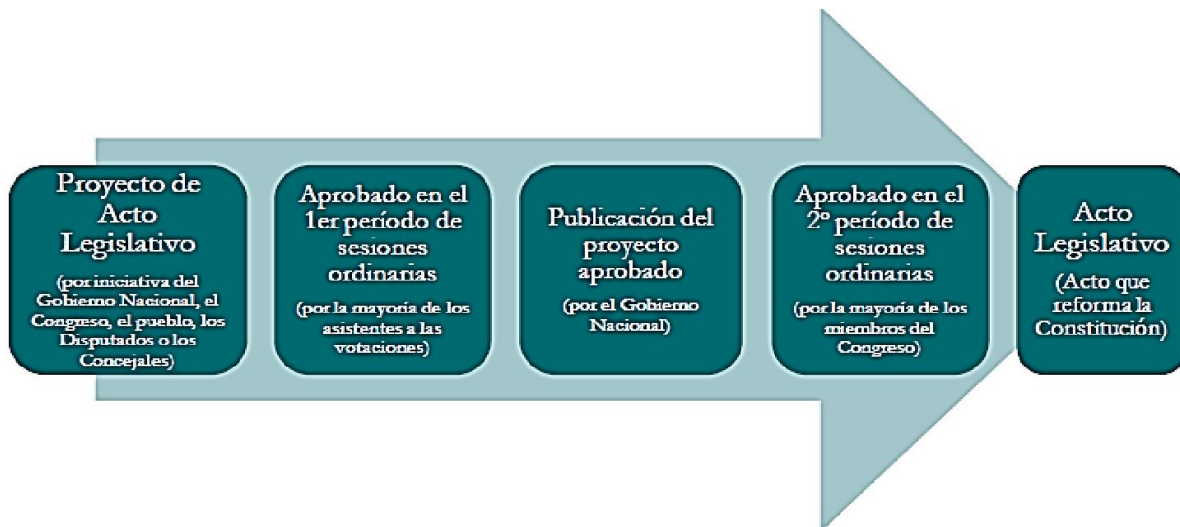 Proyecto de
Acto
Legislativo
(por iniciativa del
Gobierno Nacional, el
Congreso, el pueblo, los
Disputados o los
Concejales)
Aprobado en el
1er período de
sesiones
ordinarias
(por la mayoría de los
asistentes a las
votaciones)
Publicación del
proyecto
aprobado
(por el Gobierno
Nacional)
Aprobado en el
2º período de
sesiones
ordinarias
(por la mayoría de los
miembros del
Congreso)
Acto
Legislativo
(Acto que
reforma la
Constitución)